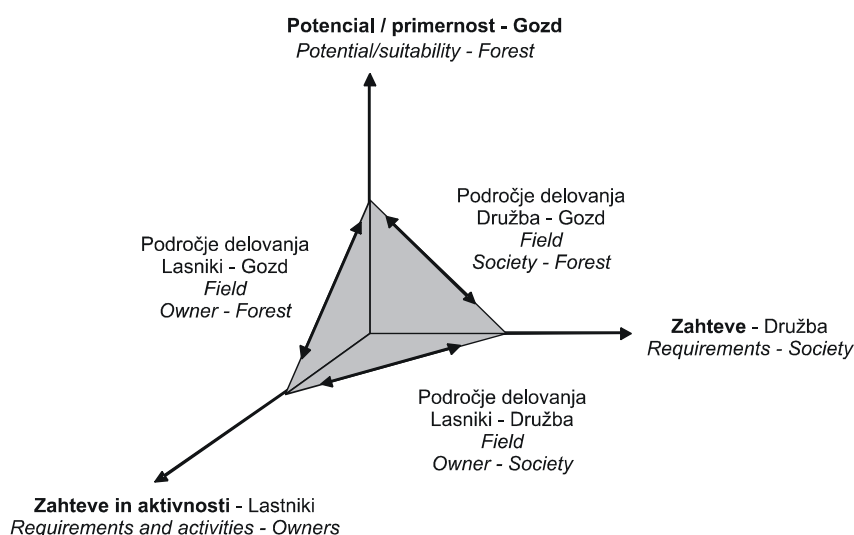 Potencial / primernost - Gozd
Potential/suitability - Forest
Področje delovanja
Družba - Gozd
Field
Society - Forest
Področje delovanja
Lasniki - Gozd
Field
Owner - Forest
Zahteve - Družba
Requirements - Society
Področje delovanja
Lasniki - Družba
Field
Owner - Society
Zahteve in aktivnosti - Lastniki
Requirements and activities - Owners